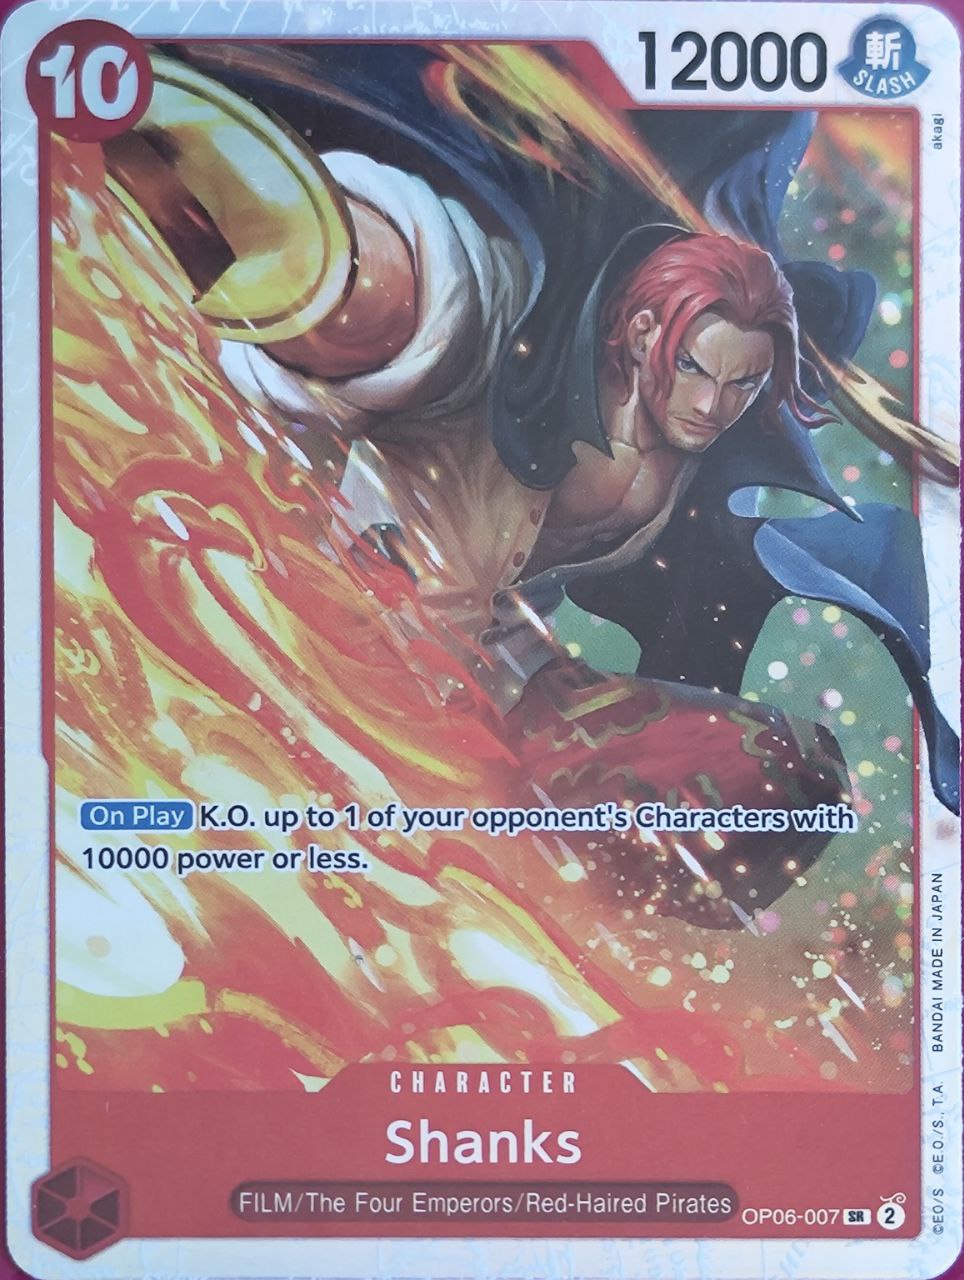 10
12000
斬
SLASH
akagi
On Play K.O. up to 1 of your opponent's Characters with
10000 power or less.
CHARACTER
Shanks
FILM/The Four Emperors/Red-Haired Pirates
OP06-007 SR 2
©EO/S ©E.O./S., T.A. BANDAI MADE IN JAPAN